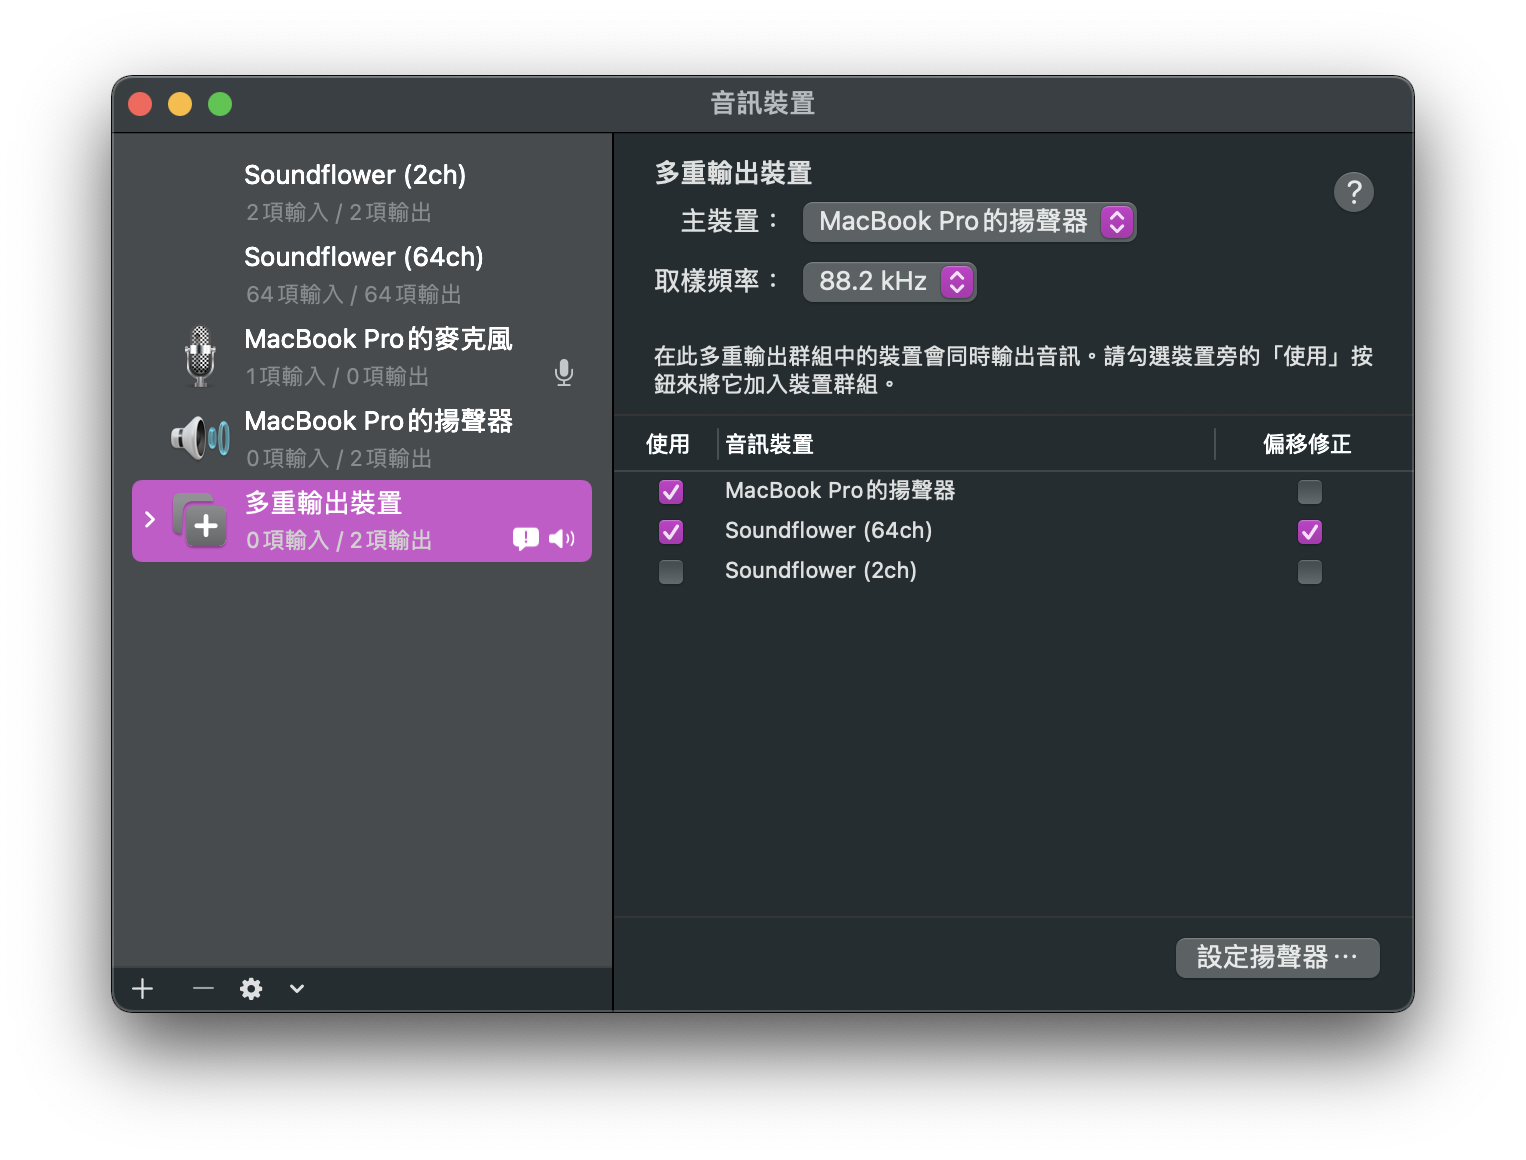 音訊裝置
Soundflower (2ch)
2項輸入 / 2項輸出
Soundflower (64ch)
64項輸入 / 64項輸出
MacBook Pro的麥克風
1項輸入 / 0項輸出
MacBook Pro的揚聲器
0項輸入 / 2項輸出
多重輸出裝置
0項輸入 / 2項輸出
多重輸出裝置
?
主裝置： MacBook Pro的揚聲器
取樣頻率： 88.2 kHz
在此多重輸出群組中的裝置會同時輸出音訊。請勾選裝置旁的「使用」按
鈕來將它加入裝置群組。
使用 音訊裝置 偏移修正
MacBook Pro的揚聲器
Soundflower (64ch)
Soundflower (2ch)
設定揚聲器⋯